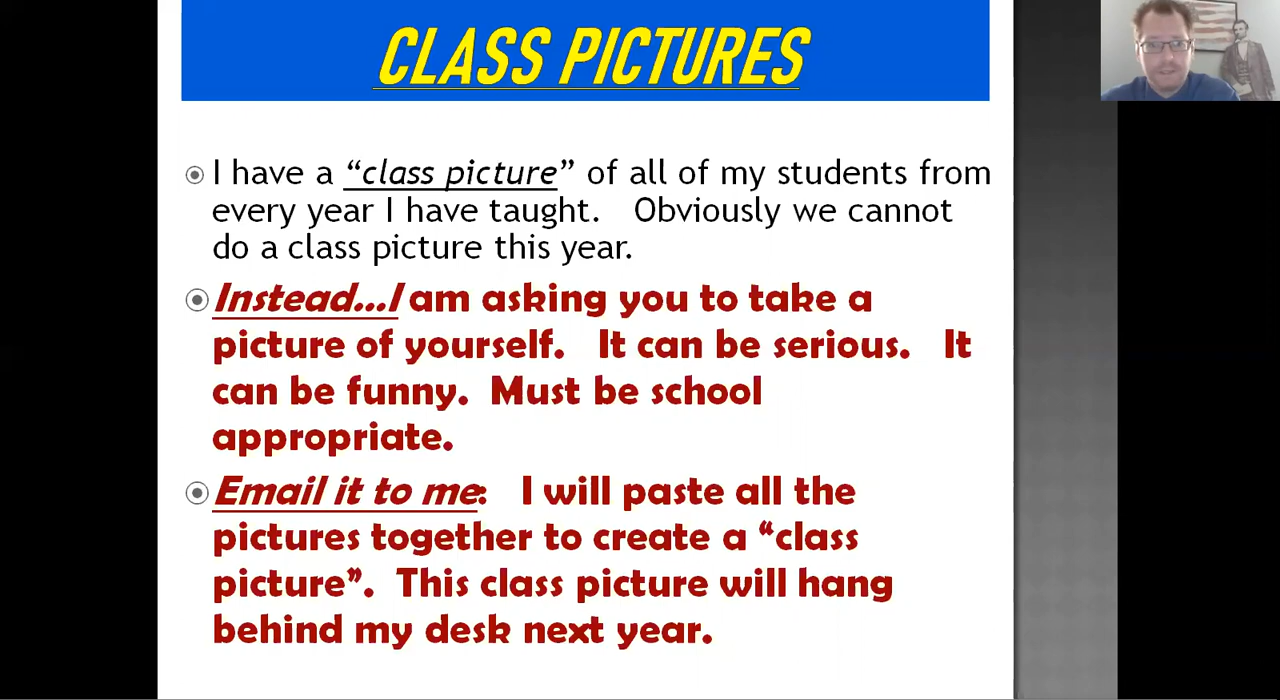 CLASS PICTURES
I have a “class picture” of all of my students from
every year I have taught. Obviously we cannot
do a class picture this year.
Instead...I am asking you to take a
picture of yourself. It can be serious. It
can be funny. Must be school
appropriate.
Email it to me: I will paste all the
pictures together to create a “class
picture”. This class picture will hang
behind my desk next year.